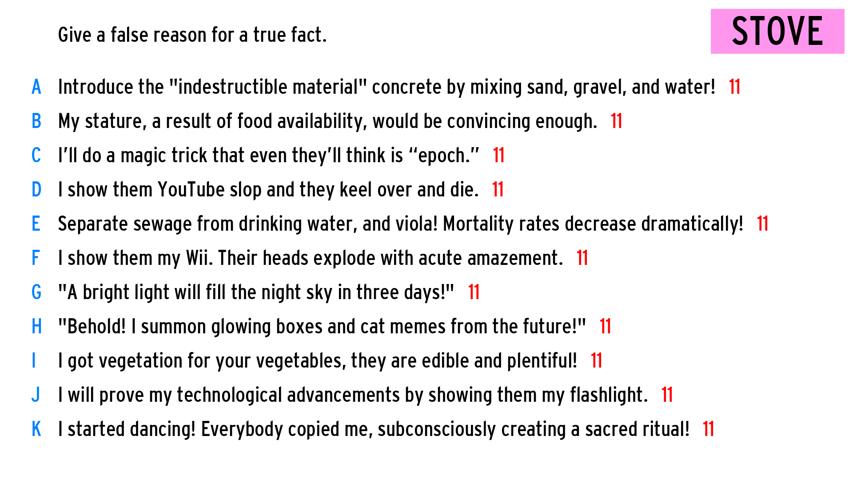 Give a false reason for a true fact.
STOVE
A Introduce the "indestructible material" concrete by mixing sand, gravel, and water! 11
B My stature, a result of food availability, would be convincing enough. 11
C I’ll do a magic trick that even they’ll think is “epoch.” 11
D I show them YouTube slop and they keel over and die. 11
E Separate sewage from drinking water, and viola! Mortality rates decrease dramatically! 11
F I show them my Wii. Their heads explode with acute amazement. 11
G "A bright light will fill the night sky in three days!" 11
H "Behold! I summon glowing boxes and cat memes from the future!" 11
I I got vegetation for your vegetables, they are edible and plentiful! 11
J I will prove my technological advancements by showing them my flashlight. 11
K I started dancing! Everybody copied me, subconsciously creating a sacred ritual! 11